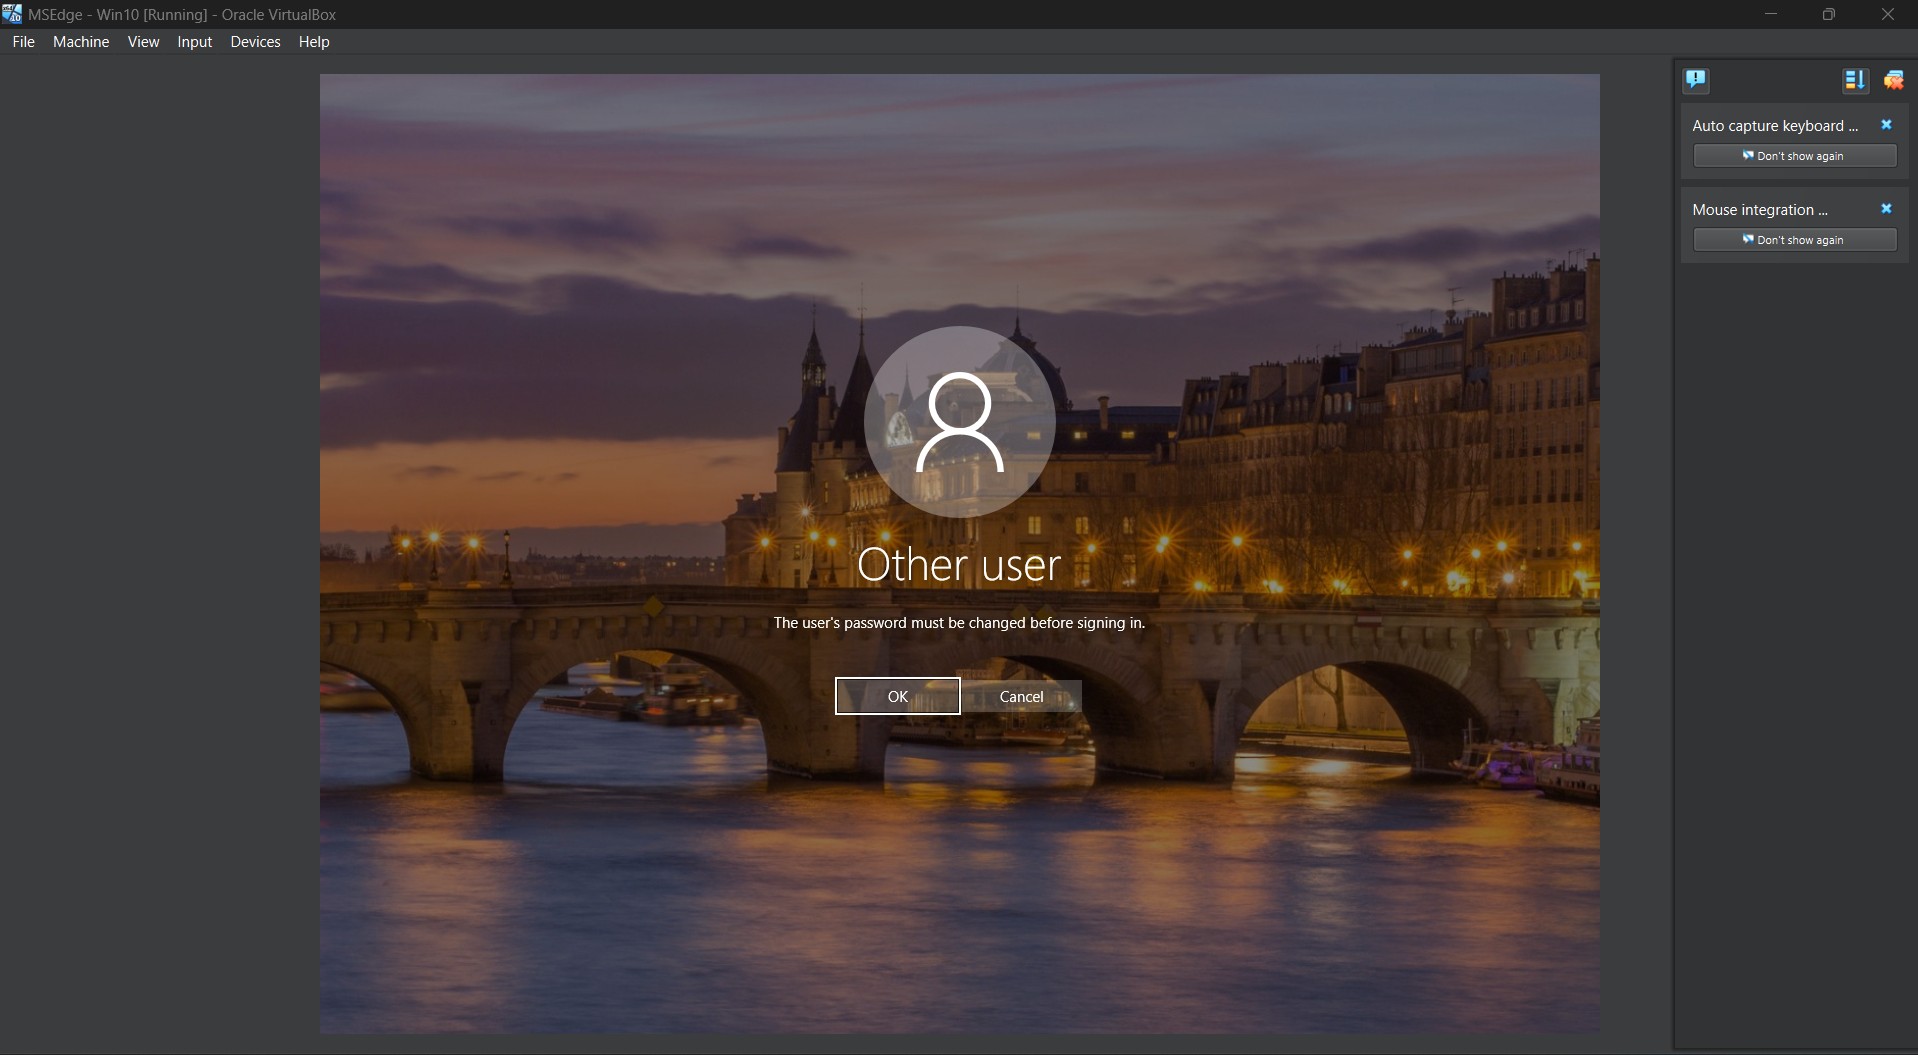 MSEdge - Win10 [Running] - Oracle VirtualBox
File Machine View Input Devices Help
Auto capture keyboard ...
Don't show again
Mouse integration ...
Don't show again
Other user
The user's password must be changed before signing in.
OK Cancel